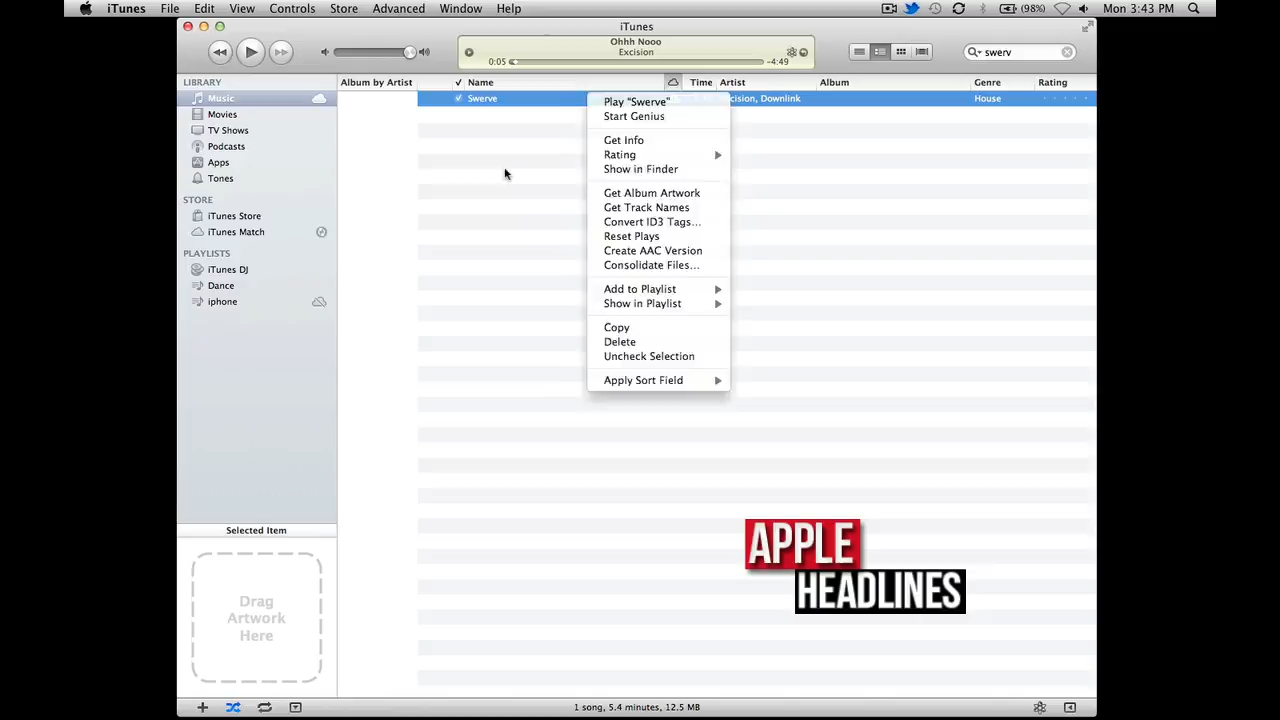 iTunes File Edit View Controls Store Advanced Window Help (98%) Mon 3:43 PM
iTunes
Ohhh Nooo
Excision
0:05 -4:49
swerv
LIBRARY
Music
Movies
TV Shows
Podcasts
Apps
Tones
STORE
iTunes Store
iTunes Match
PLAYLISTS
iTunes DJ
Dance
iphone
Album by Artist Name Time Artist Album Genre Rating
Swerve cision, Downlink House
Play "Swerve"
Start Genius
Get Info
Rating
Show in Finder
Get Album Artwork
Get Track Names
Convert ID3 Tags...
Reset Plays
Create AAC Version
Consolidate Files...
Add to Playlist
Show in Playlist
Copy
Delete
Uncheck Selection
Apply Sort Field
Selected Item
Drag
Artwork
Here
APPLE
HEADLINES
1 song, 5.4 minutes, 12.5 MB